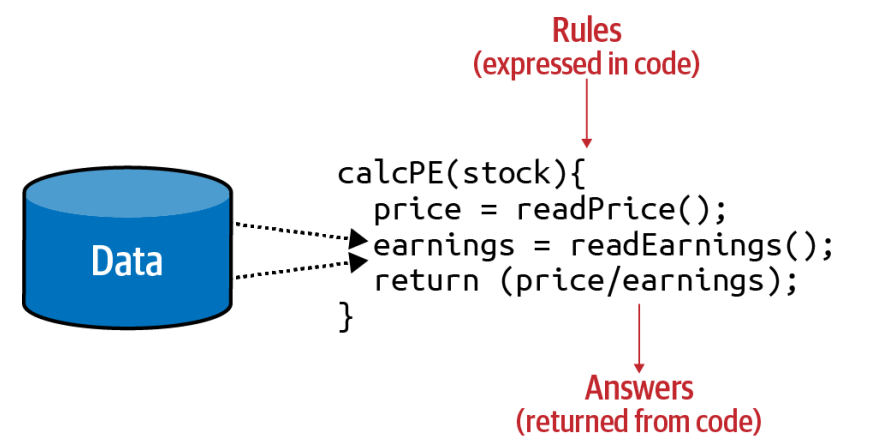 Rules
(expressed in code)
calcPE(stock){
price = readPrice();
Data
earnings = readEarnings();
return (price/earnings);
}
Answers
(returned from code)